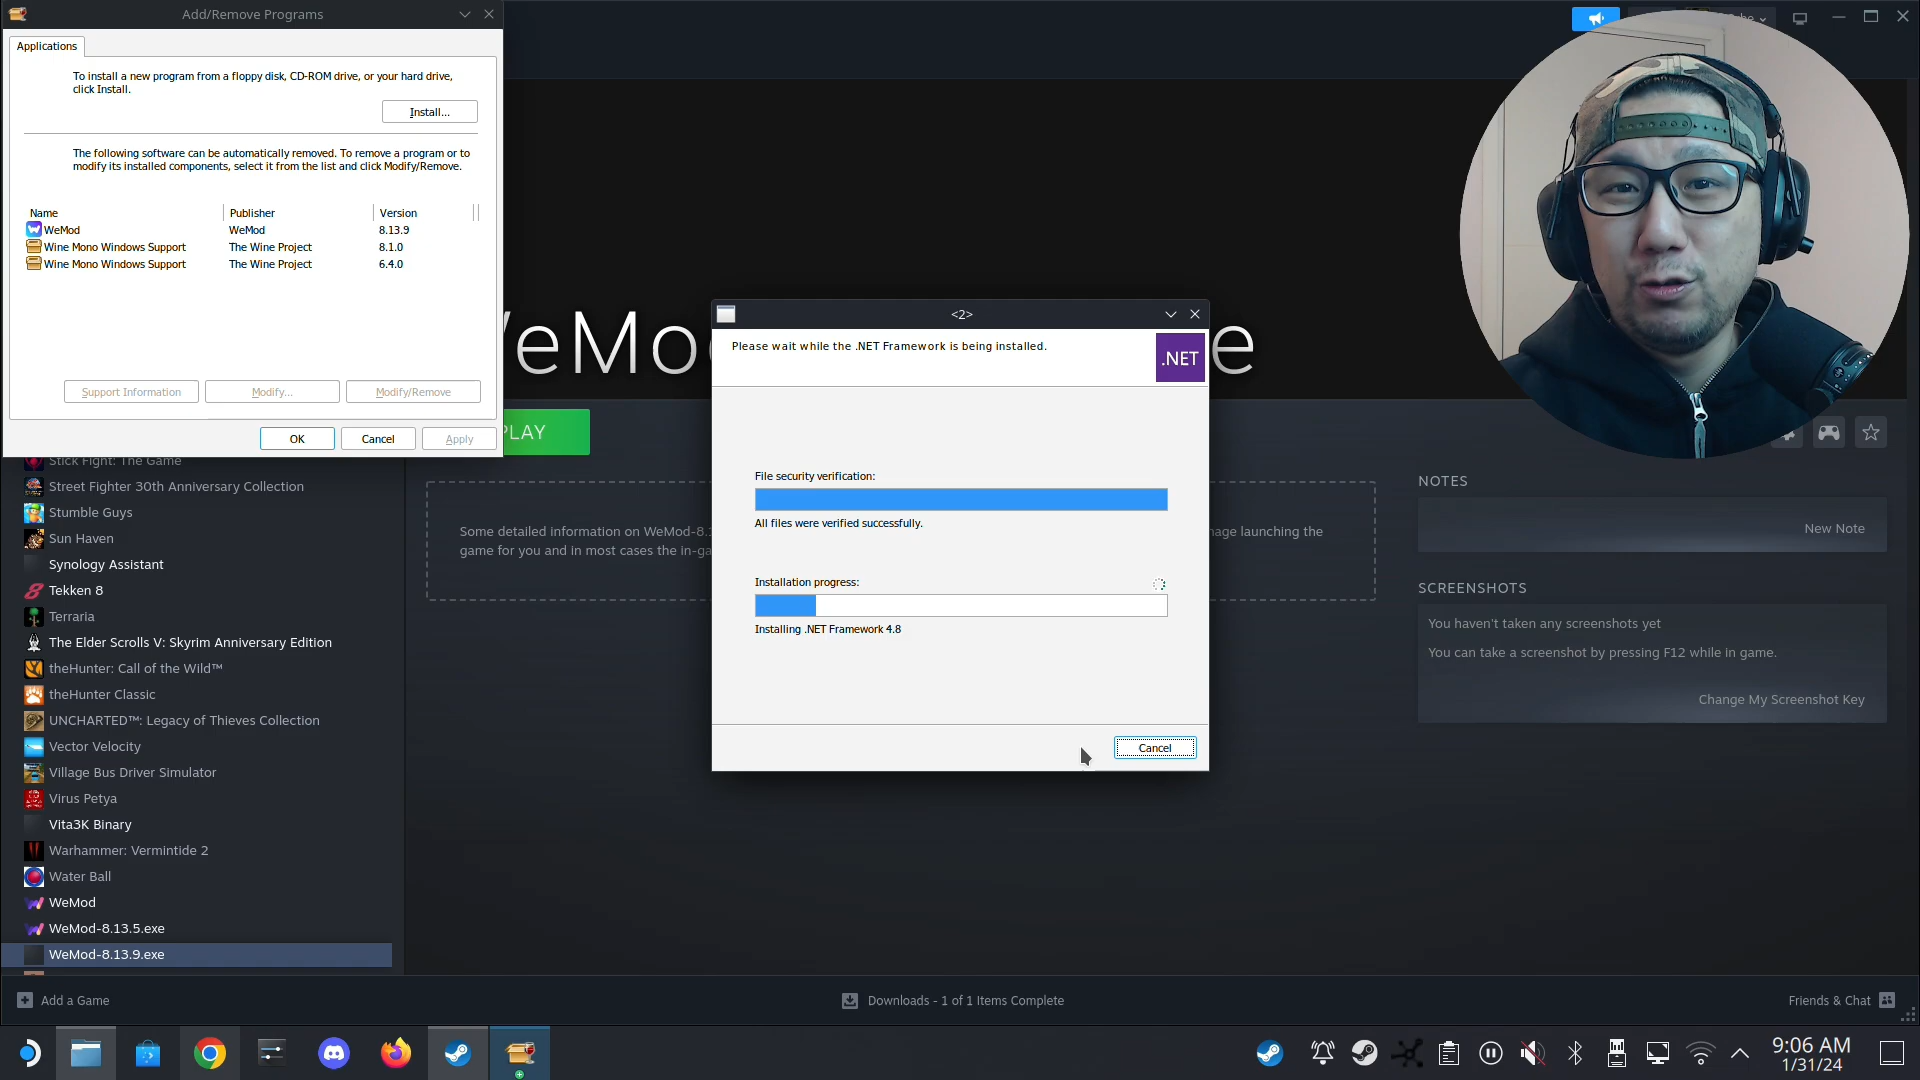 Add/Remove Programs
Applications
To install a new program from a floppy disk, CD-ROM drive, or your hard drive,
click Install.
Install...
The following software can be automatically removed. To remove a program or to
modify its installed components, select it from the list and click Modify/Remove.
Name Publisher Version
WeMod WeMod 8.13.9
Wine Mono Windows Support The Wine Project 8.1.0
Wine Mono Windows Support The Wine Project 6.4.0
Support Information Modify... Modify/Remove
OK Cancel Apply
<2>
Please wait while the .NET Framework is being installed.
.NET
File security verification:
All files were verified successfully.
Installation progress:
Installing .NET Framework 4.8
Cancel
eMo
e
PLAY
Some detailed information on WeMod-8.1
launching the
game for you and in most cases the in-ga
NOTES
New Note
SCREENSHOTS
You haven't taken any screenshots yet
You can take a screenshot by pressing F12 while in game.
Change My Screenshot Key
Stick Fight: The Game
Street Fighter 30th Anniversary Collection
Stumble Guys
Sun Haven
Synology Assistant
Tekken 8
Terraria
The Elder Scrolls V: Skyrim Anniversary Edition
theHunter: Call of the Wild™
theHunter Classic
UNCHARTED™: Legacy of Thieves Collection
Vector Velocity
Village Bus Driver Simulator
Virus Petya
Vita3K Binary
Warhammer: Vermintide 2
Water Ball
WeMod
WeMod-8.13.5.exe
WeMod-8.13.9.exe
Add a Game
Downloads - 1 of 1 Items Complete
Friends & Chat
9:06 AM
1/31/24